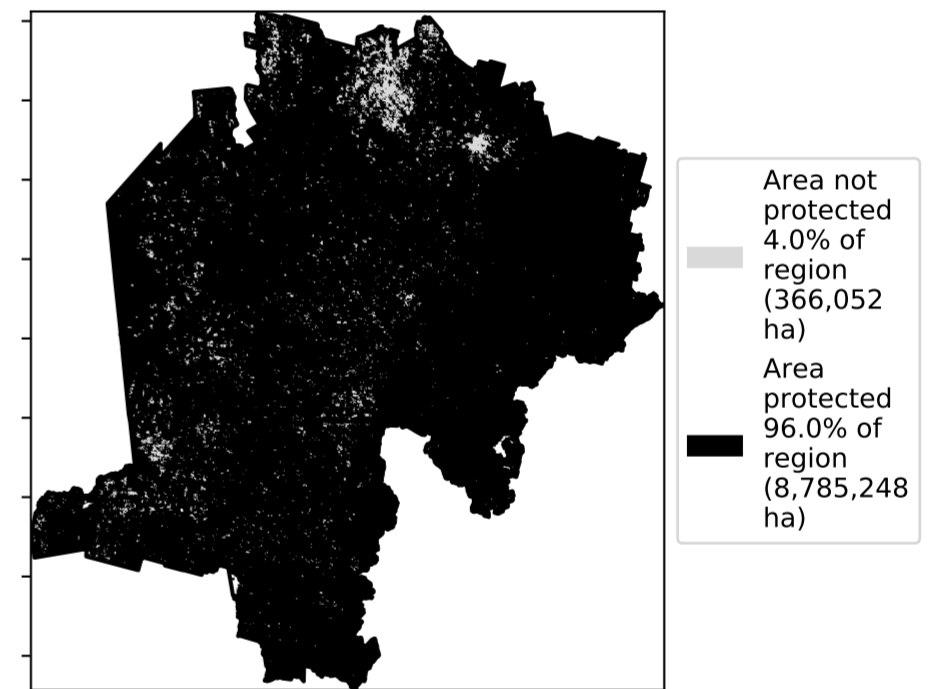 Area not
protected
4.0% of
region
(366,052
ha)
Area
protected
96.0% of
region
(8,785,248
ha)